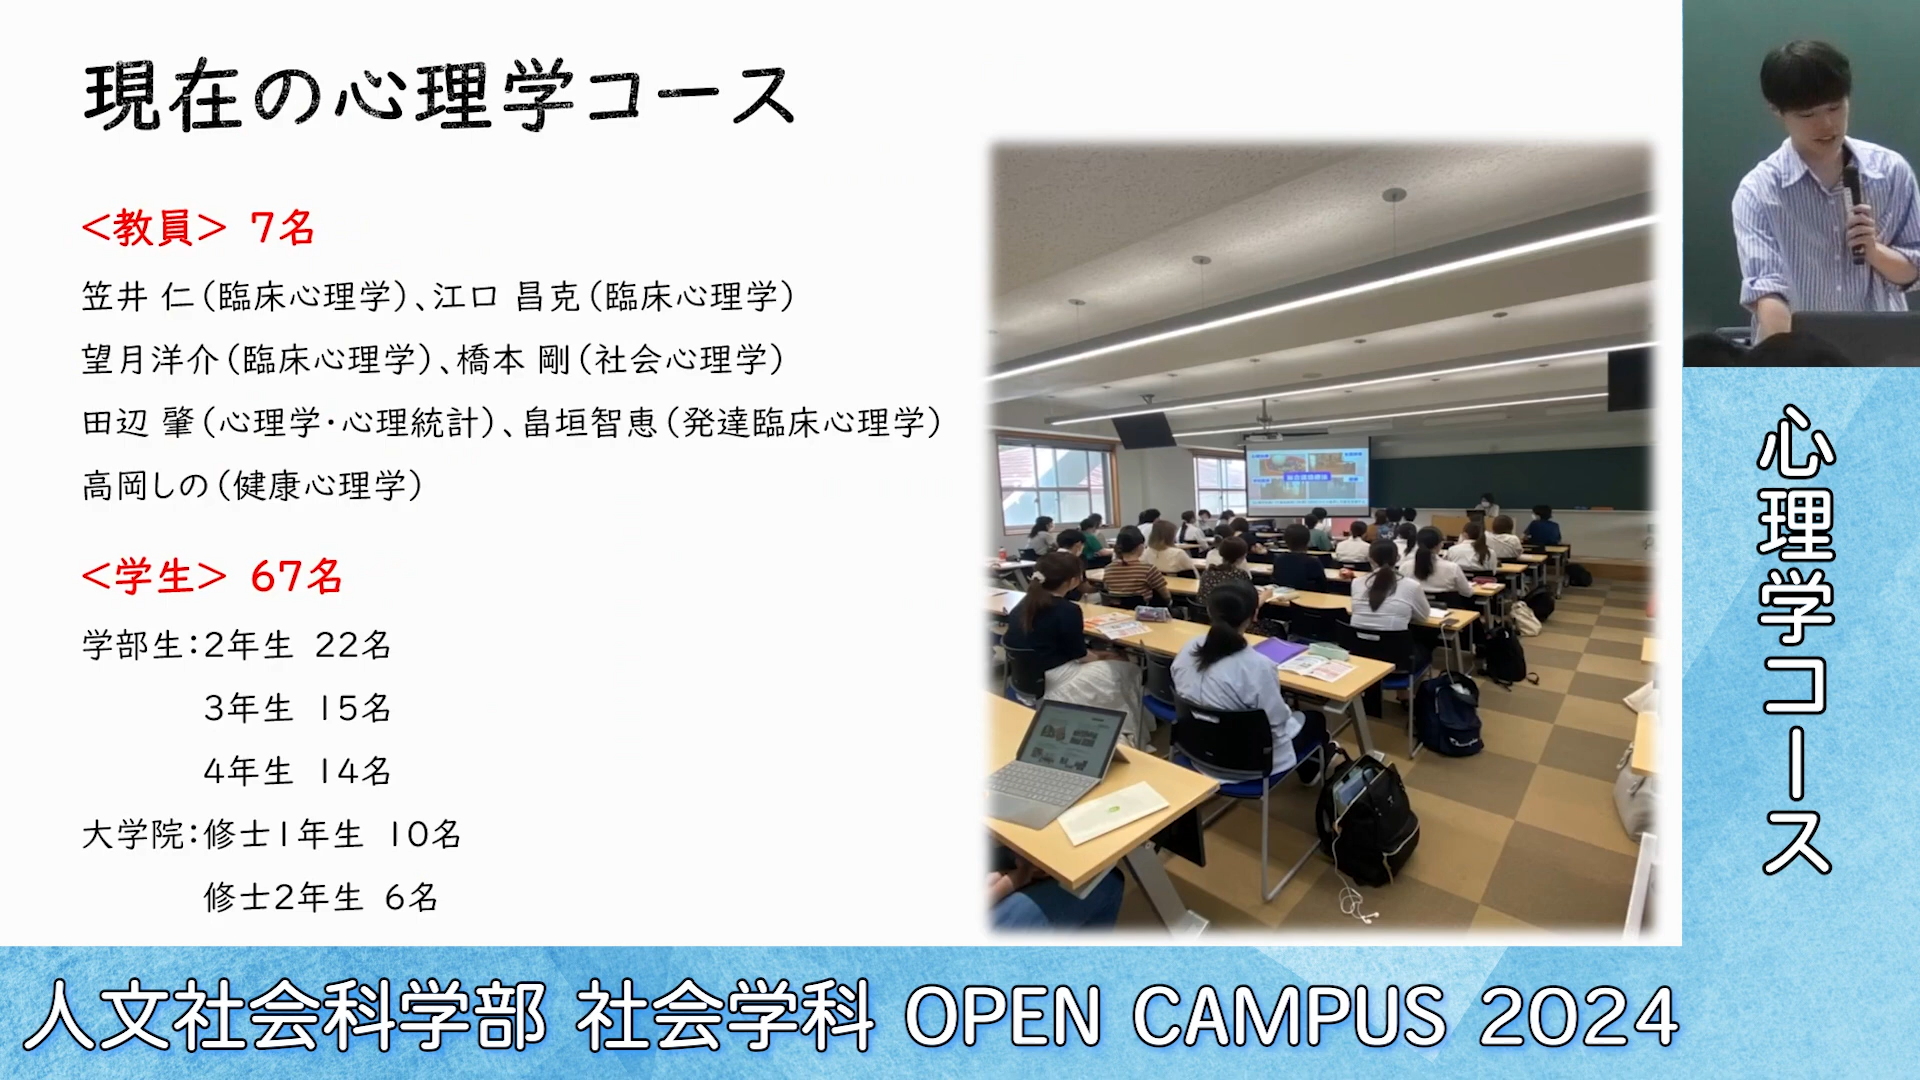 現在の心理学コース
<教員> 7名
笠井 仁(臨床心理学)、江口 昌克(臨床心理学)
望月洋介(臨床心理学)、橋本 剛(社会心理学)
田辺 肇(心理学・心理統計)、畠垣智恵(発達臨床心理学)
高岡しの(健康心理学)
<学生> 67名
学部生:2年生 22名
3年生 15名
4年生 14名
大学院:修士1年生 10名
修士2年生 6名
心理学コース
人文社会科学部 社会学科 OPEN CAMPUS 2024